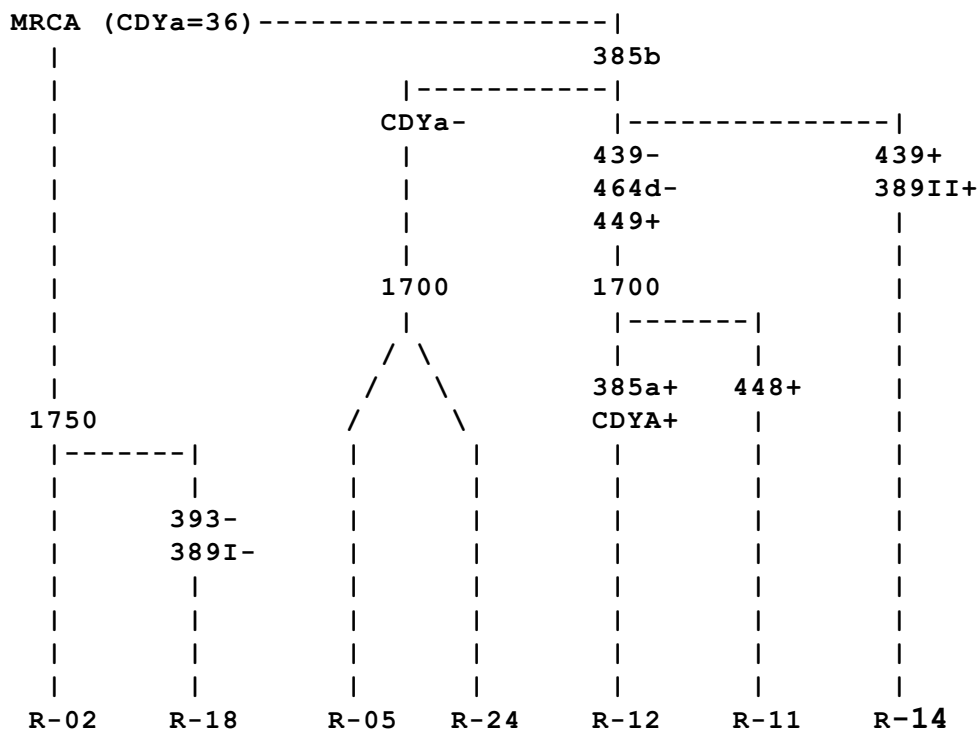 MRCA (CDYa=36)--------------------|
| 385b
| |-----------|
| CDYa- |---------------|
| | 439- 439+
| | 464d- 389II+
| | 449+ |
| | | |
| 1700 1700 |
| | |-------| |
| / \ | | |
| / \ 385a+ 448+ |
1750 / \ CDYA+ | |
|-------| | | | | |
| | | | | | |
| 393- | | | | |
| 389I- | | | | |
| | | | | | |
| | | | | | |
| | | | | | |
| | | | | | |
R-02 R-18 R-05 R-24 R-12 R-11 R-14